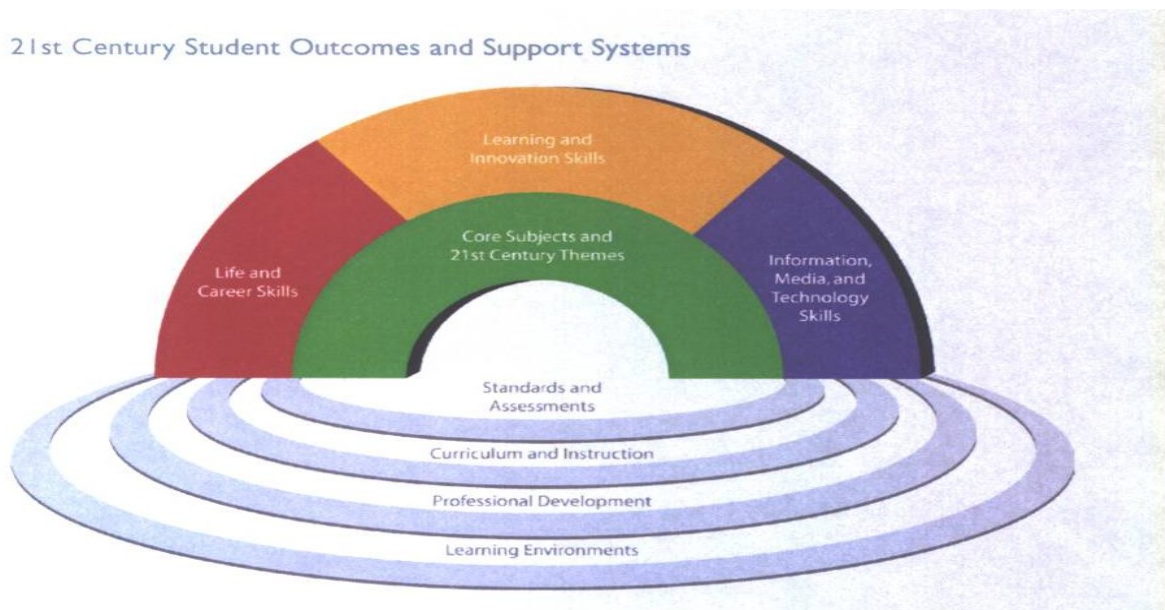 21st Century Student Outcomes and Support Systems
Learning and
Innovation Skills
Core Subjects and
21st Century Themes
Life and
Career Skills
Information,
Media, and
Technology
Skills
Standards and
Assessments
Curriculum and Instruction
Professional Development
Learning Environments